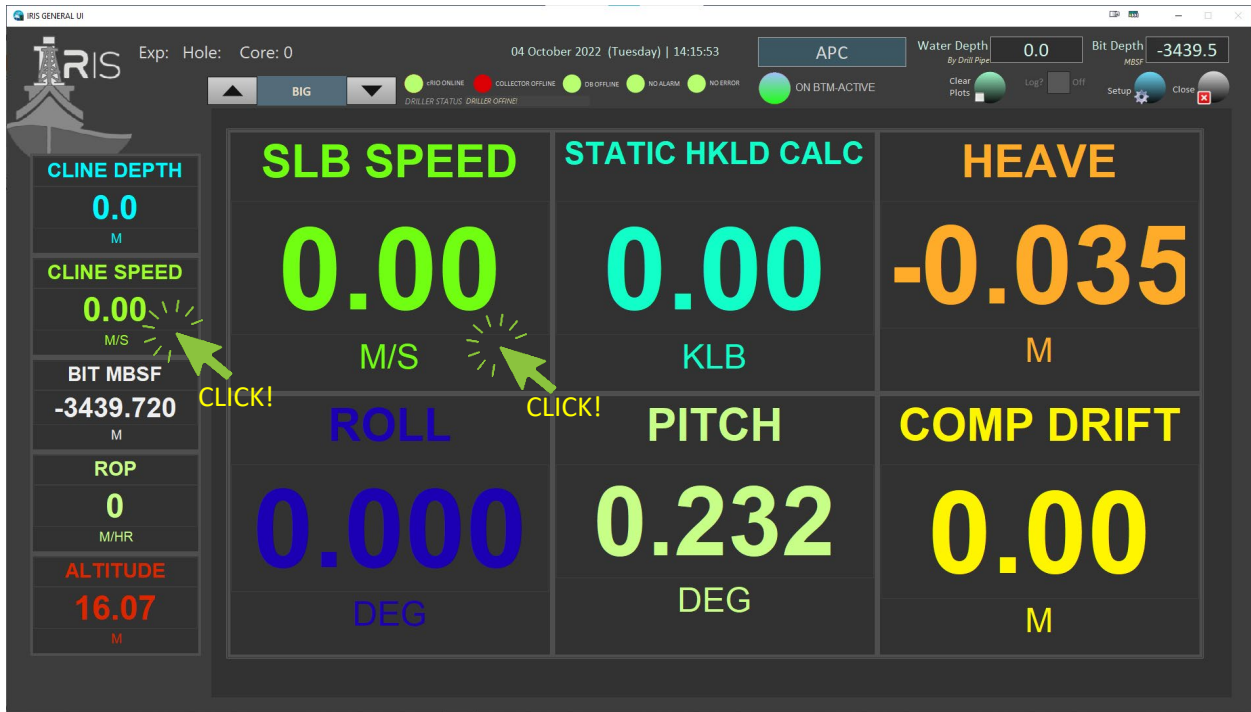 IRIS GENERAL UI
IRIS
Exp: Hole: Core: 0
04 October 2022 (Tuesday) | 14:15:53
APC
Water Depth
By Drill Pipe
0.0
Bit Depth
MBSF
-3439.5
BIG
cRIO ONLINE
COLLECTOR OFFLINE
DB OFFLINE
NO ALARM
NO ERROR
DRILLER STATUS DRILLER OFFINE!
ON BTM-ACTIVE
Clear
Plots
Log?
Off
Setup
Close
CLINE DEPTH
0.0
M
CLINE SPEED
0.00
M/S
CLICK!
BIT MBSF
-3439.720
M
ROP
0
M/HR
ALTITUDE
16.07
M
SLB SPEED
0.00
M/S
CLICK!
STATIC HKLD CALC
0.00
KLB
HEAVE
-0.035
M
ROLL
0.000
DEG
PITCH
0.232
DEG
COMP DRIFT
0.00
M